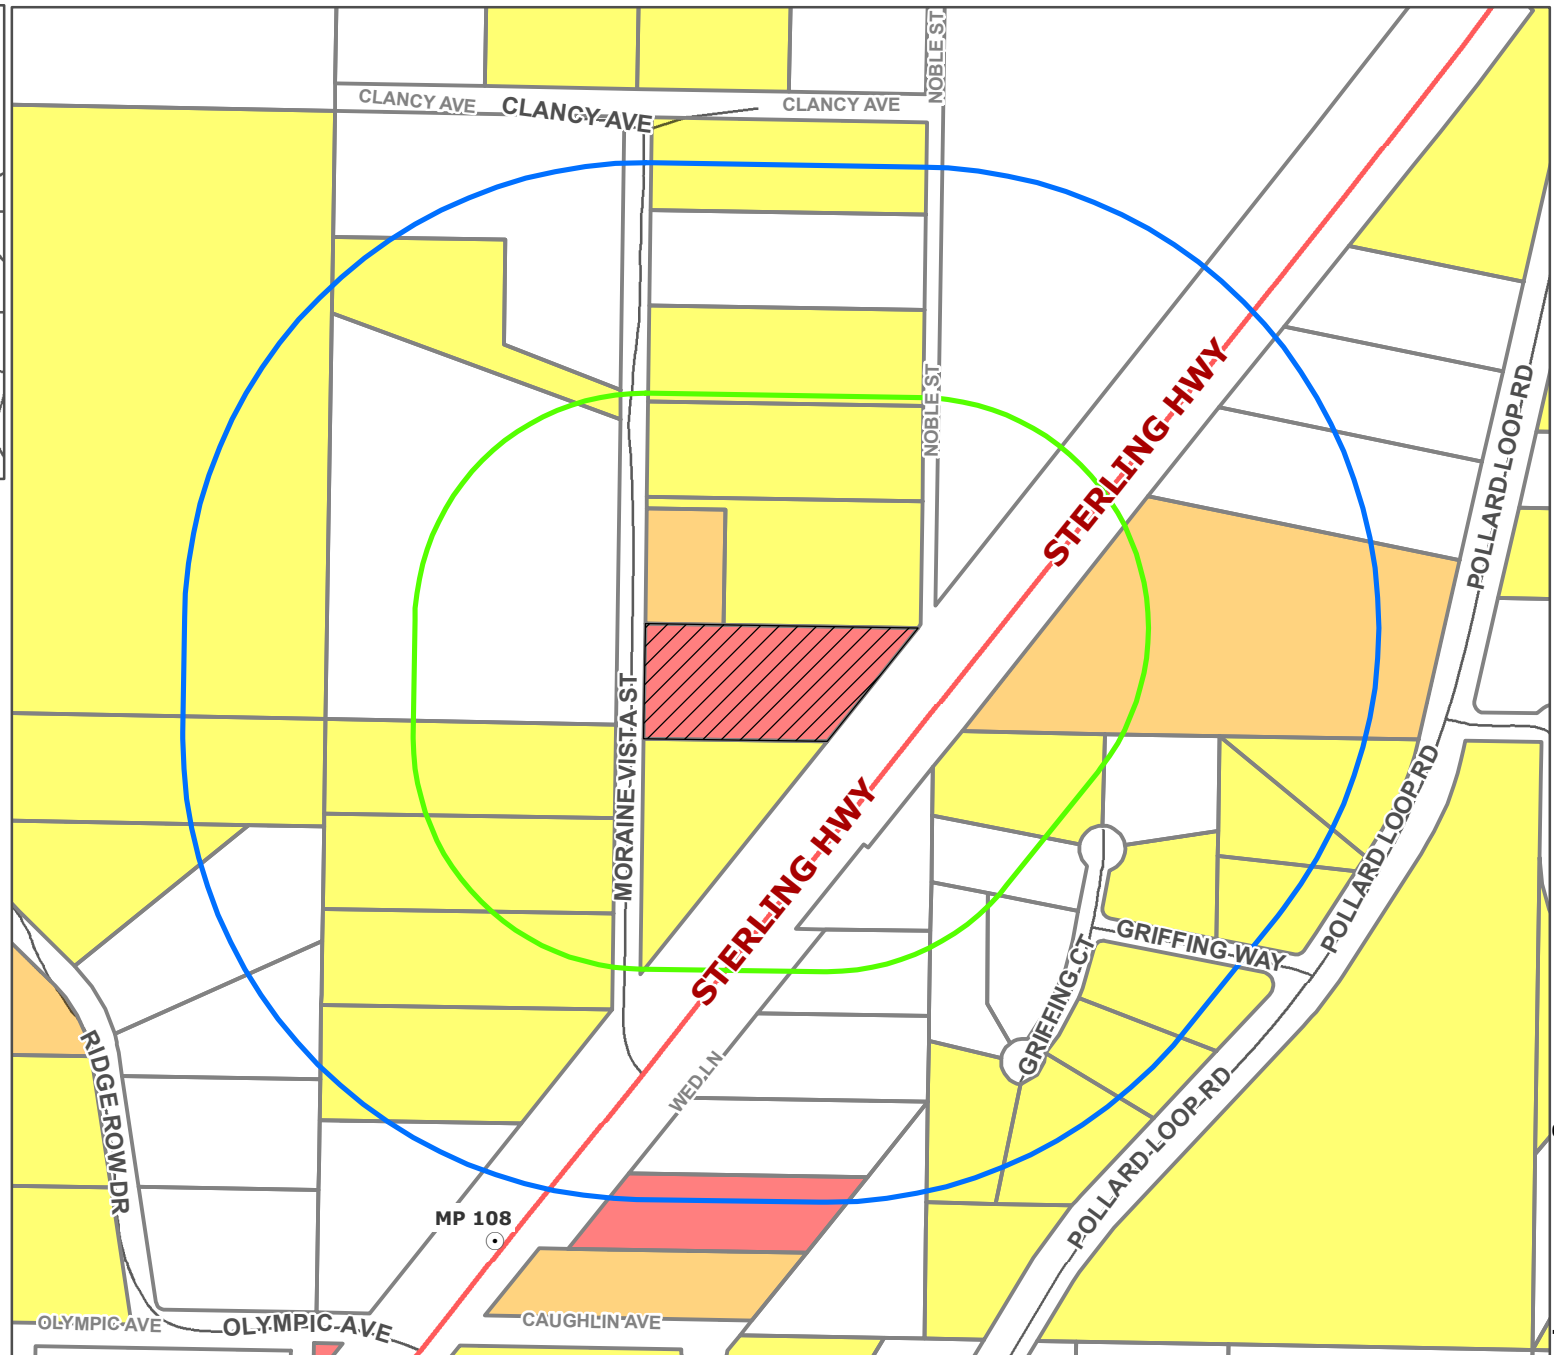 NOBLE ST
CLANCY AVE
CLANCY AVE
CLANCY AVE
NOBLE ST
STERLING HWY
POLLARD LOOP RD
MORAINE VISTA ST
STERLING HWY
POLLARD LOOP RD
GRIFFING WAY
GRIFFING CT
RIDGE ROW DR
WED LN
POLLARD LOOP RD
MP 108
OLYMPIC AVE
OLYMPIC AVE
CAUGHLIN AVE